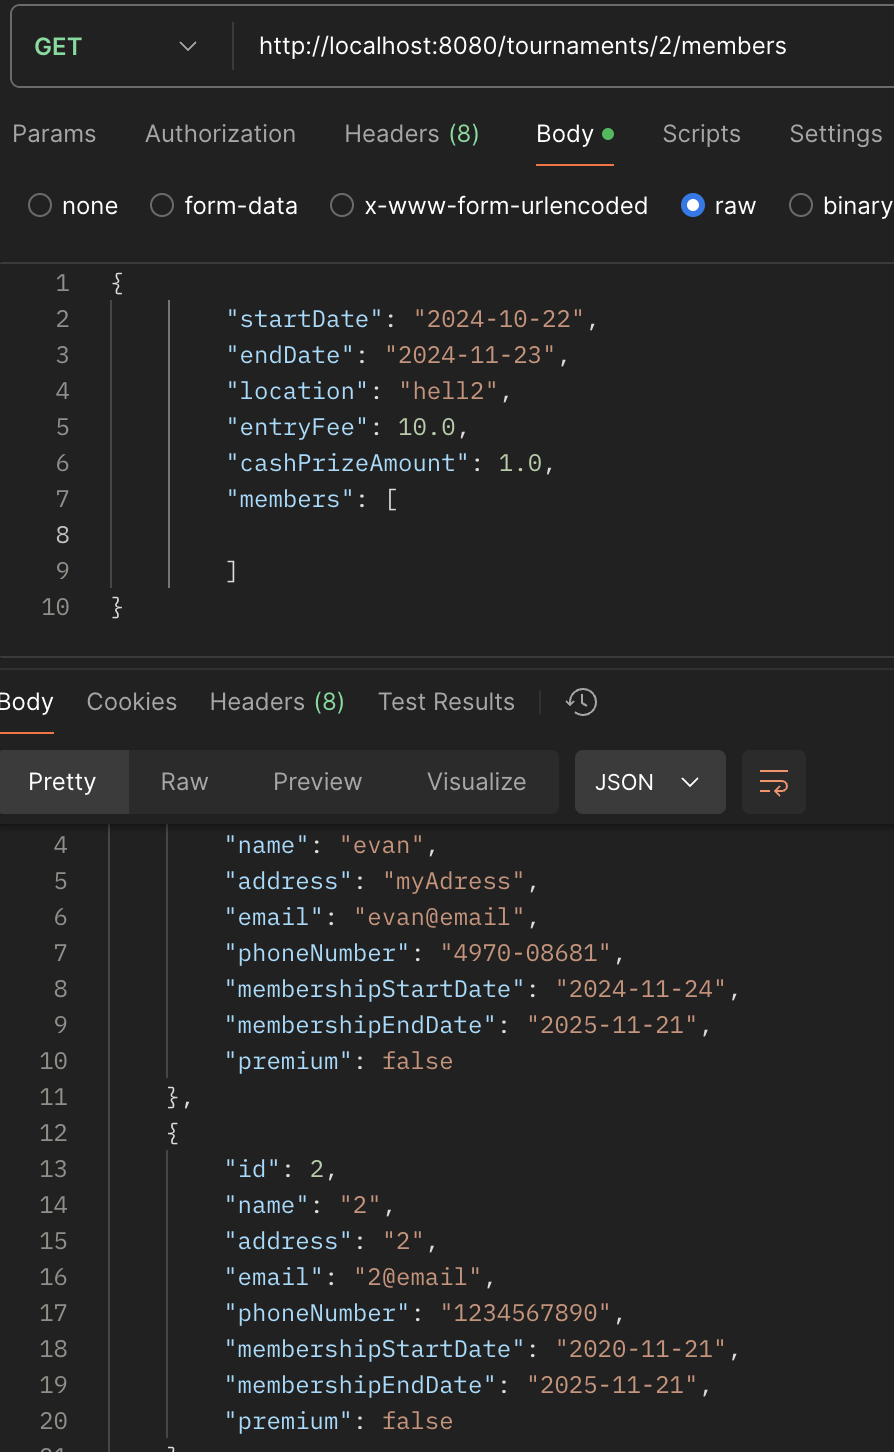 GET http://localhost:8080/tournaments/2/members
Params Authorization Headers (8) Body Scripts Settings
none form-data x-www-form-urlencoded raw binary
1 {
2 "startDate": "2024-10-22",
3 "endDate": "2024-11-23",
4 "location": "hell2",
5 "entryFee": 10.0,
6 "cashPrizeAmount": 1.0,
7 "members": [
8
9 ]
10 }
Body Cookies Headers (8) Test Results
Pretty Raw Preview Visualize JSON
4 "name": "evan",
5 "address": "myAdress",
6 "email": "evan@email",
7 "phoneNumber": "4970-08681",
8 "membershipStartDate": "2024-11-24",
9 "membershipEndDate": "2025-11-21",
10 "premium": false
11 },
12 {
13 "id": 2,
14 "name": "2",
15 "address": "2",
16 "email": "2@email",
17 "phoneNumber": "1234567890",
18 "membershipStartDate": "2020-11-21",
19 "membershipEndDate": "2025-11-21",
20 "premium": false